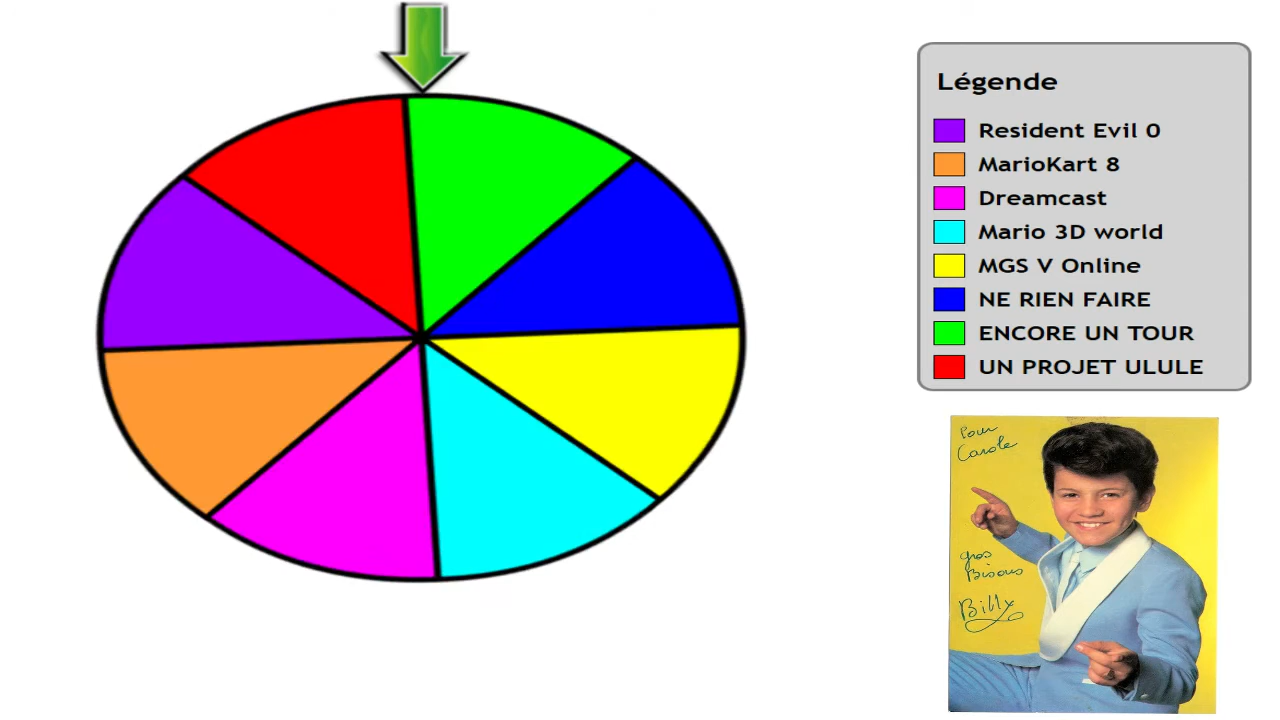 Légende
Resident Evil 0
MarioKart 8
Dreamcast
Mario 3D world
MGS V Online
NE RIEN FAIRE
ENCORE UN TOUR
UN PROJET ULULE
Pour
Carole
gros
Bisous
Billy